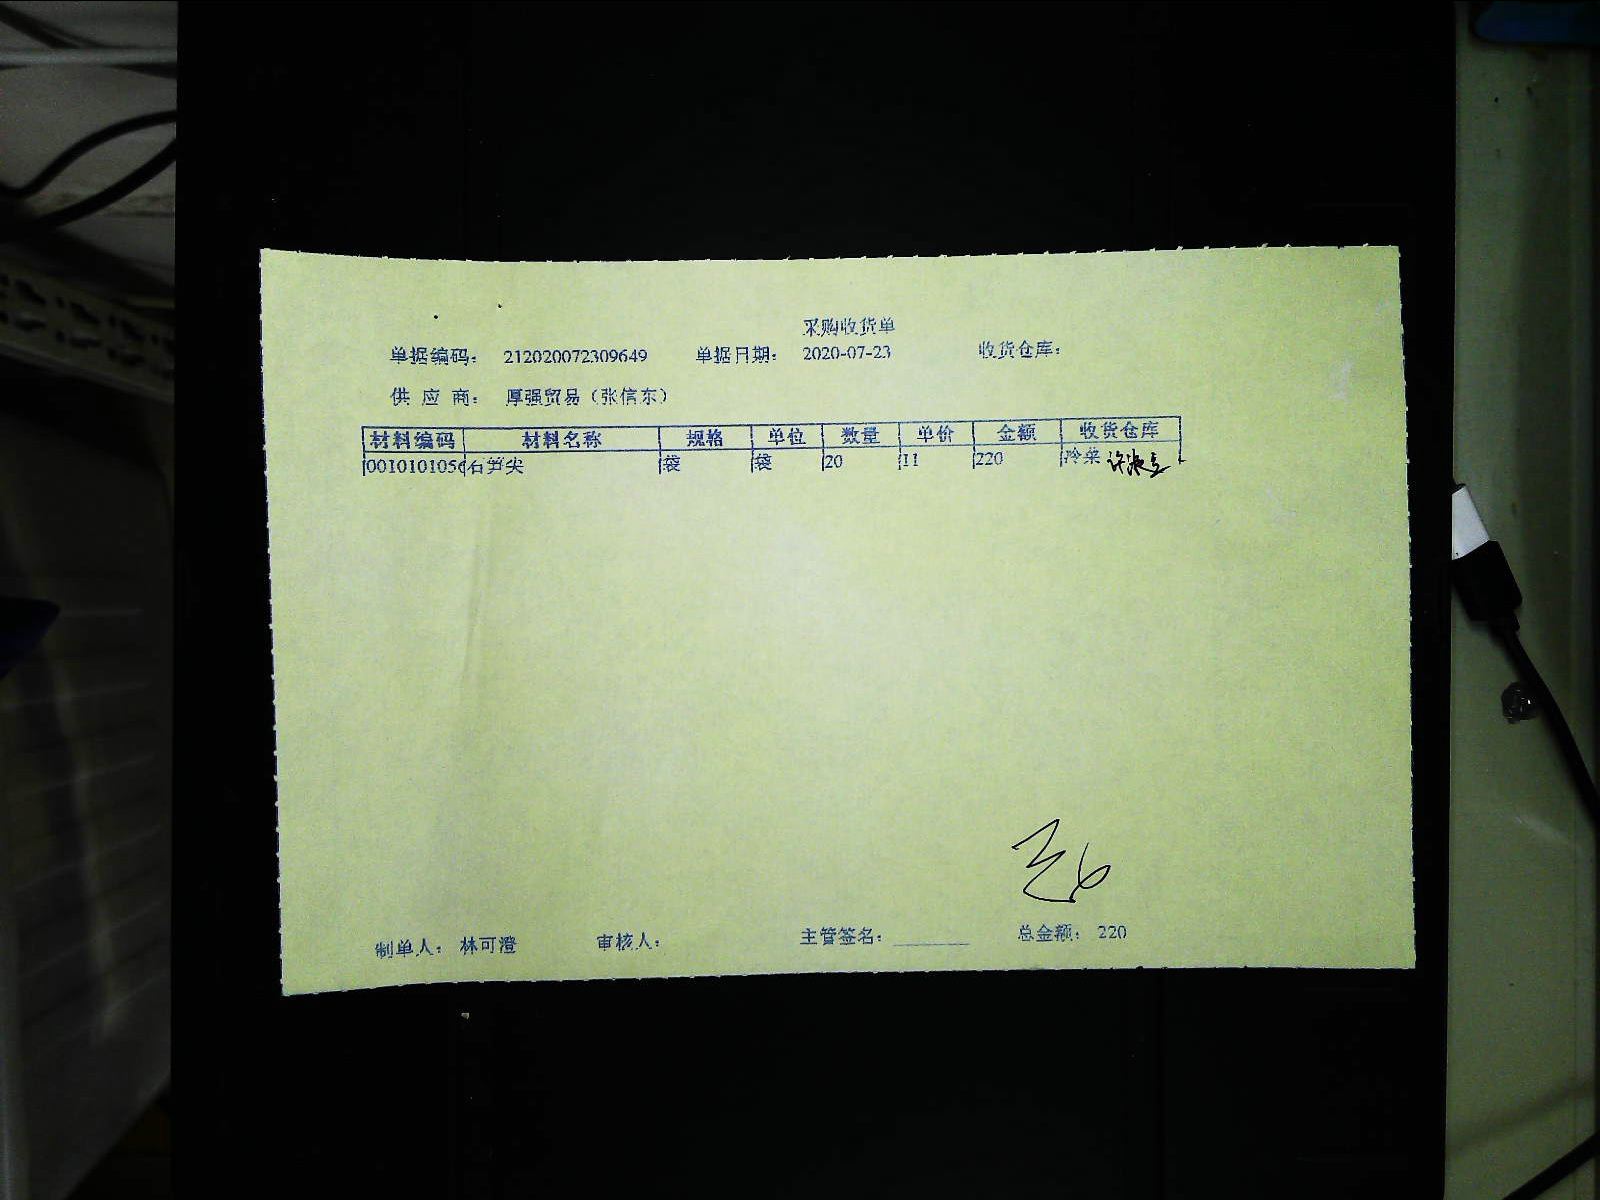 采购收货单
单据编码： 212020072309649 单据日期： 2020-07-23 收货仓库：
供 应 商： 厚强贸易（张信东）
材料编码 材料名称 规格 单位 数量 单价 金额 收货仓库
001010105 石笋尖 袋 袋 20 11 220 冷菜
制单人： 林可澄 审核人： 主管签名： 总金额： 220